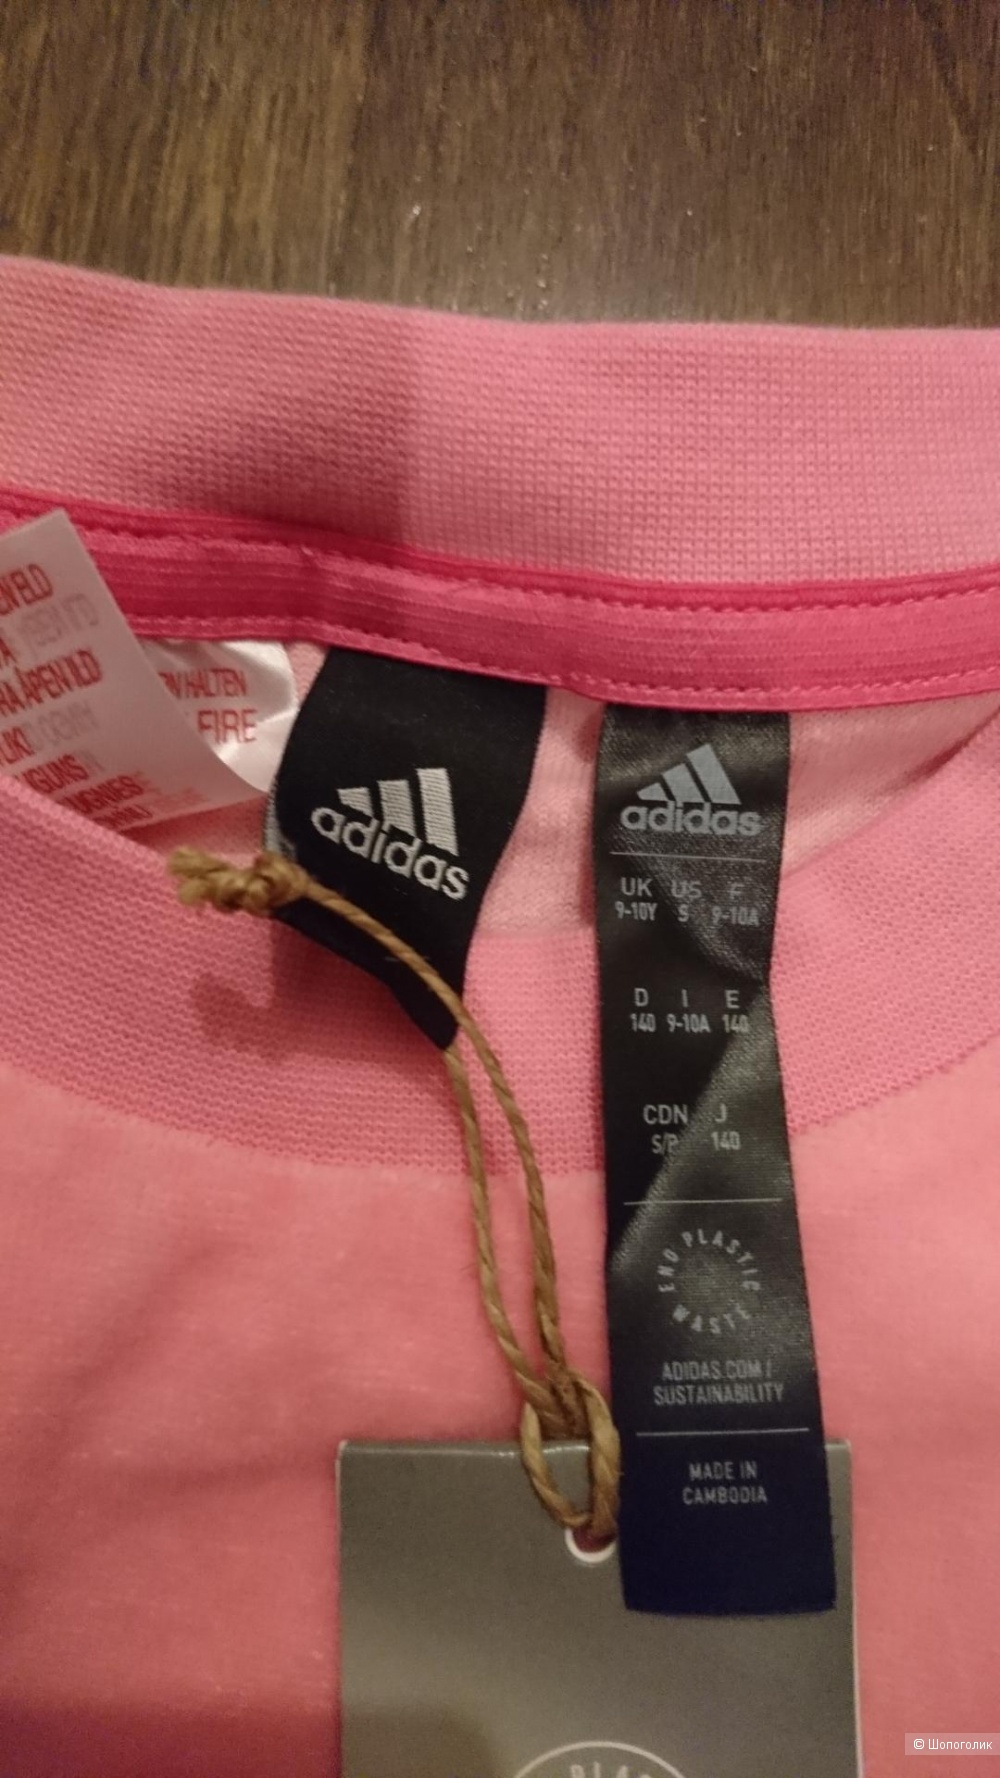 RN HALTEN
FIRE
adidas
adidas
UK US F
9-10Y S 9-10A
D I E
140 9-10A 140
CDN J
S/P 140
END PLASTIC WASTE
ADIDAS.COM/
SUSTAINABILITY
MADE IN
CAMBODIA
© Шопоголик